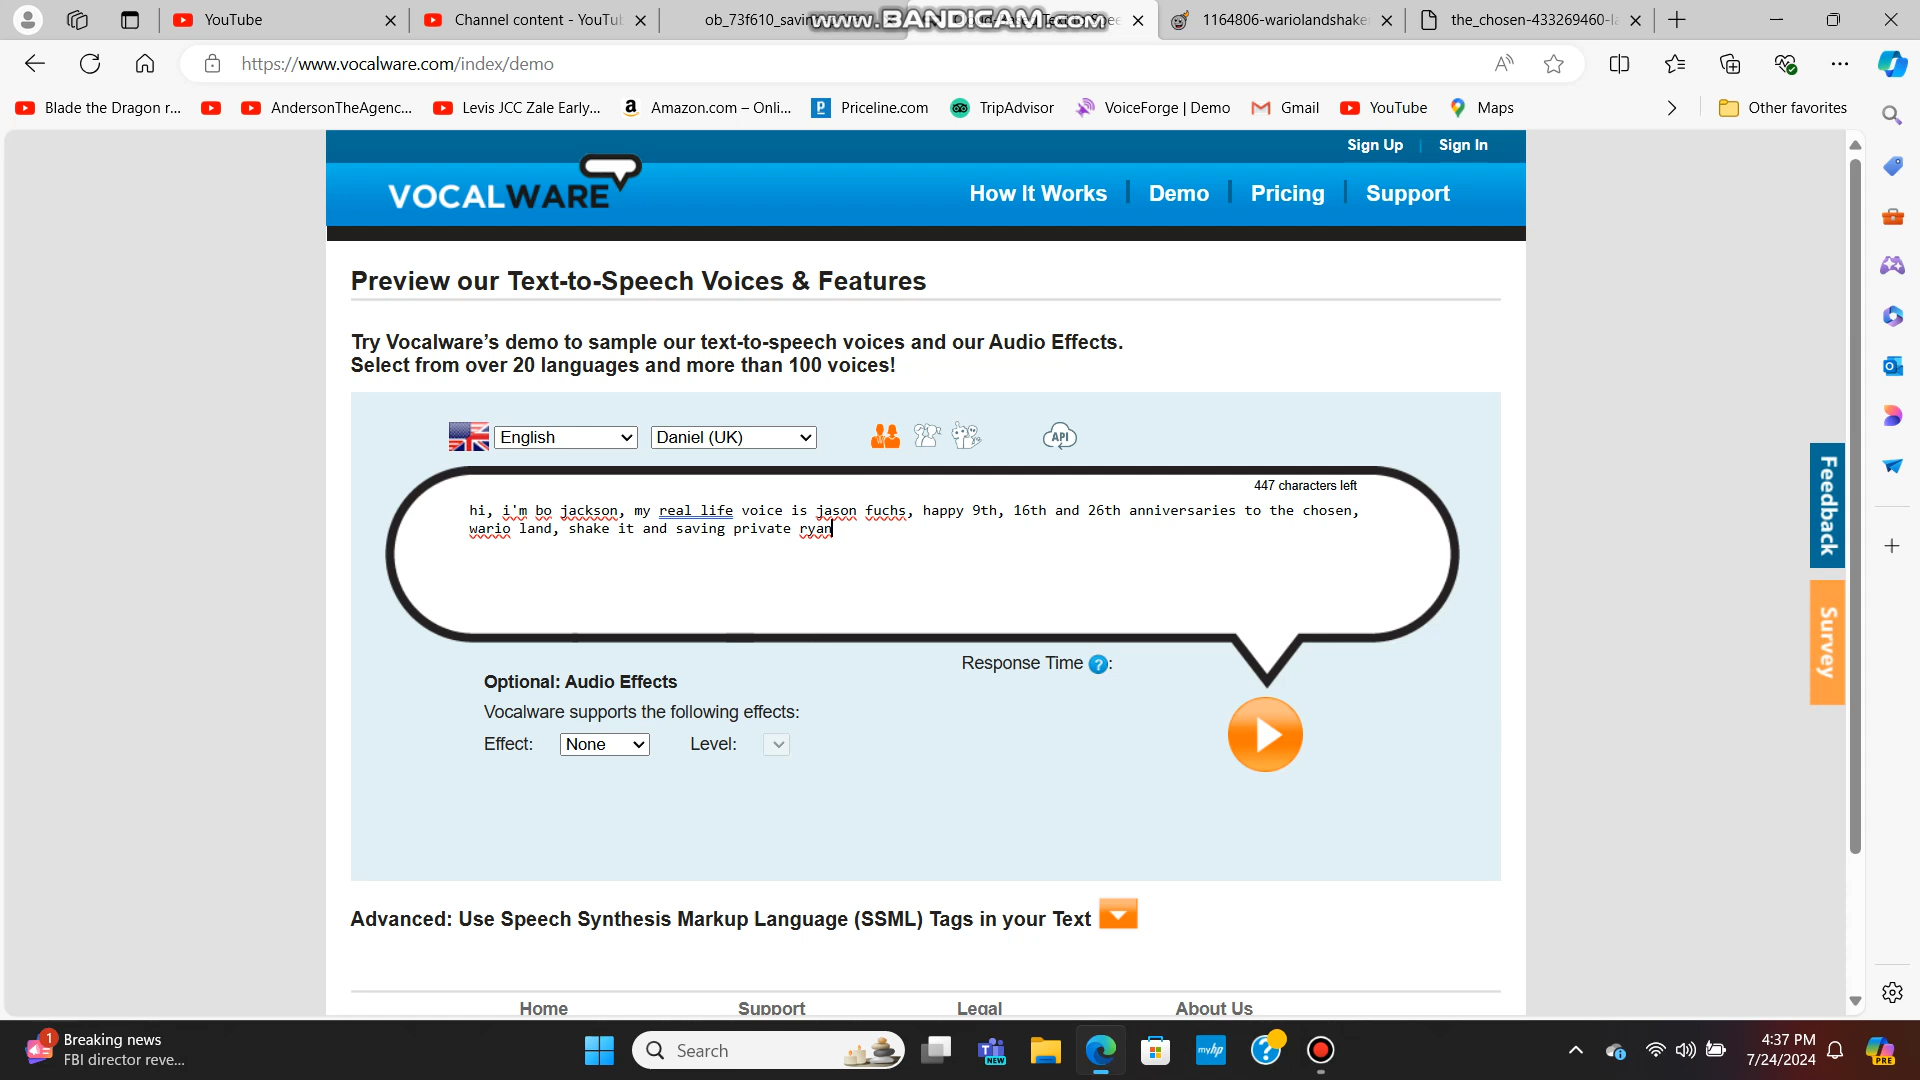 YouTube
Channel content - YouTu
ob_73f610_savin
www.BANDICAM.com
1164806-wariolandshake
the_chosen-433269460-l
https://www.vocalware.com/index/demo
Blade the Dragon r...
AndersonTheAgenc...
Levis JCC Zale Early...
Amazon.com – Onli...
Priceline.com
TripAdvisor
VoiceForge | Demo
Gmail
YouTube
Maps
Other favorites
Sign Up
Sign In
VOCALWARE
How It Works
Demo
Pricing
Support
Preview our Text-to-Speech Voices & Features
Try Vocalware's demo to sample our text-to-speech voices and our Audio Effects.
Select from over 20 languages and more than 100 voices!
English
Daniel (UK)
API
447 characters left
hi, i'm bo jackson, my real life voice is jason fuchs, happy 9th, 16th and 26th anniversaries to the chosen,
wario land, shake it and saving private ryan
Response Time ?:
Optional: Audio Effects
Vocalware supports the following effects:
Effect:
None
Level:
Feedback
Survey
Advanced: Use Speech Synthesis Markup Language (SSML) Tags in your Text
Home
Support
Legal
About Us
1
Breaking news
FBI director reve...
Search
NEW
myhp
4:37 PM
7/24/2024
PRE